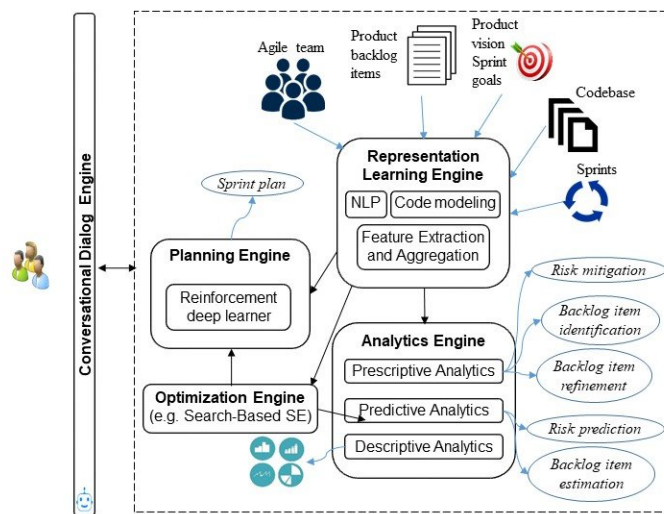 Agile team
Product
backlog
items
Product
vision
Sprint
goals
Codebase
Sprints
Representation
Learning Engine
NLP
Code modeling
Feature Extraction
and Aggregation
Sprint plan
Planning Engine
Reinforcement
deep learner
Conversational Dialog Engine
Optimization Engine
(e.g. Search-Based SE)
Analytics Engine
Prescriptive Analytics
Predictive Analytics
Descriptive Analytics
Risk mitigation
Backlog item
identification
Backlog item
refinement
Risk prediction
Backlog item
estimation